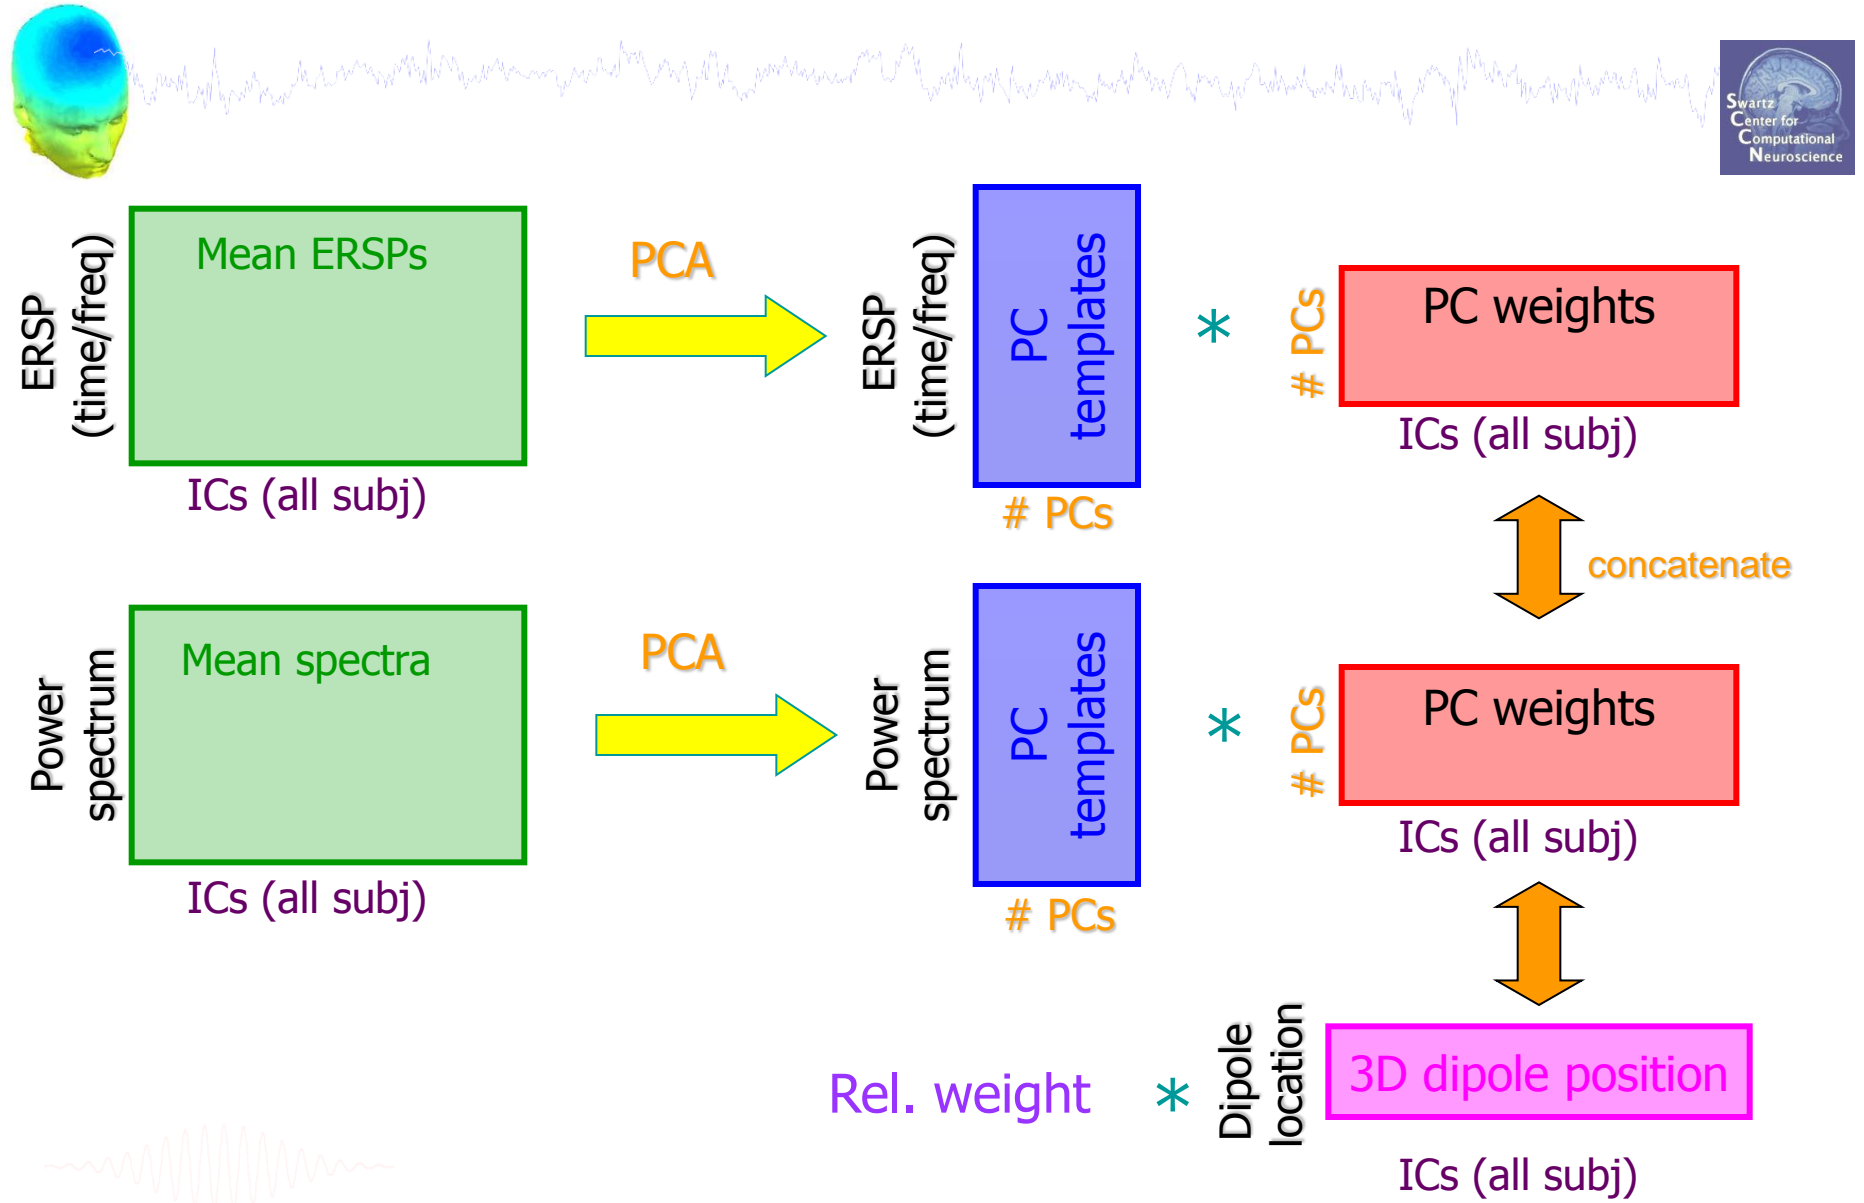 Swartz
Center for
Computational
Neuroscience
ERSP
(time/freq)
Mean ERSPs
ICs (all subj)
PCA
ERSP
(time/freq)
PC
templates
# PCs
*
# PCs
PC weights
ICs (all subj)
concatenate
Power
spectrum
Mean spectra
ICs (all subj)
PCA
Power
spectrum
PC
templates
# PCs
*
# PCs
PC weights
ICs (all subj)
Rel. weight
*
Dipole
location
3D dipole position
ICs (all subj)